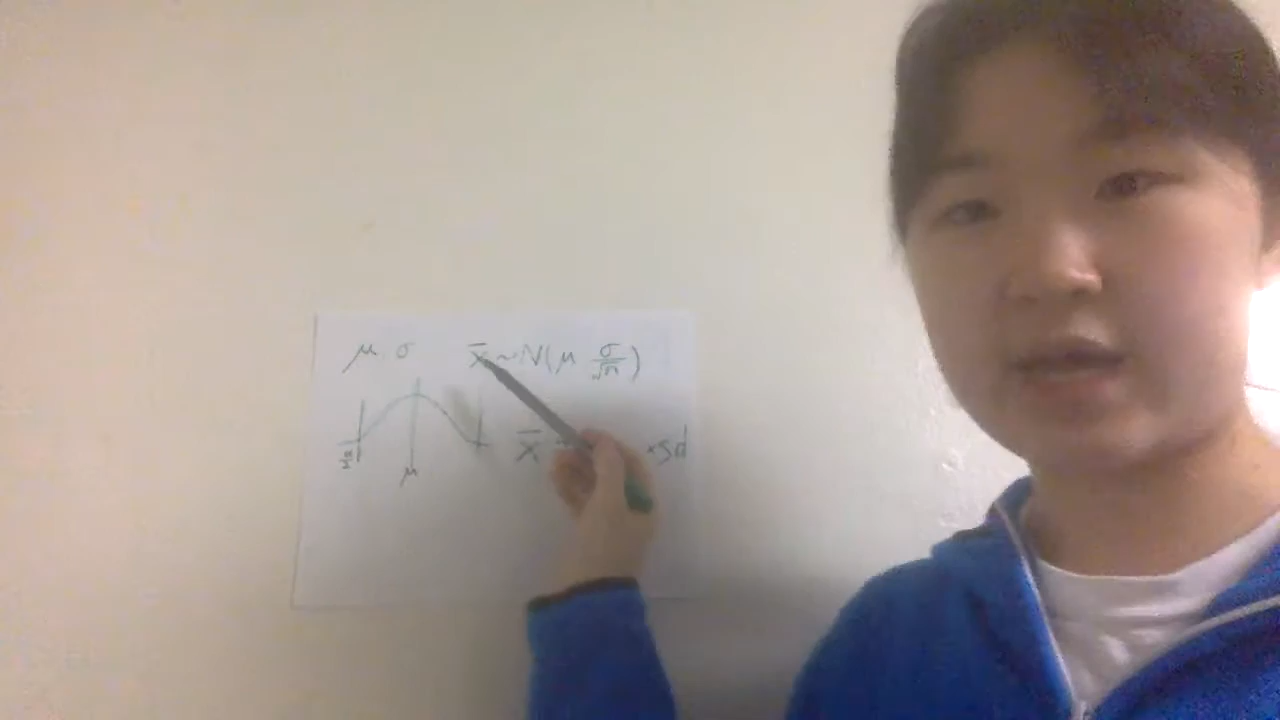 μ σ x̄ ~ N(μ σ/√n)
x̄ ×sd
μ